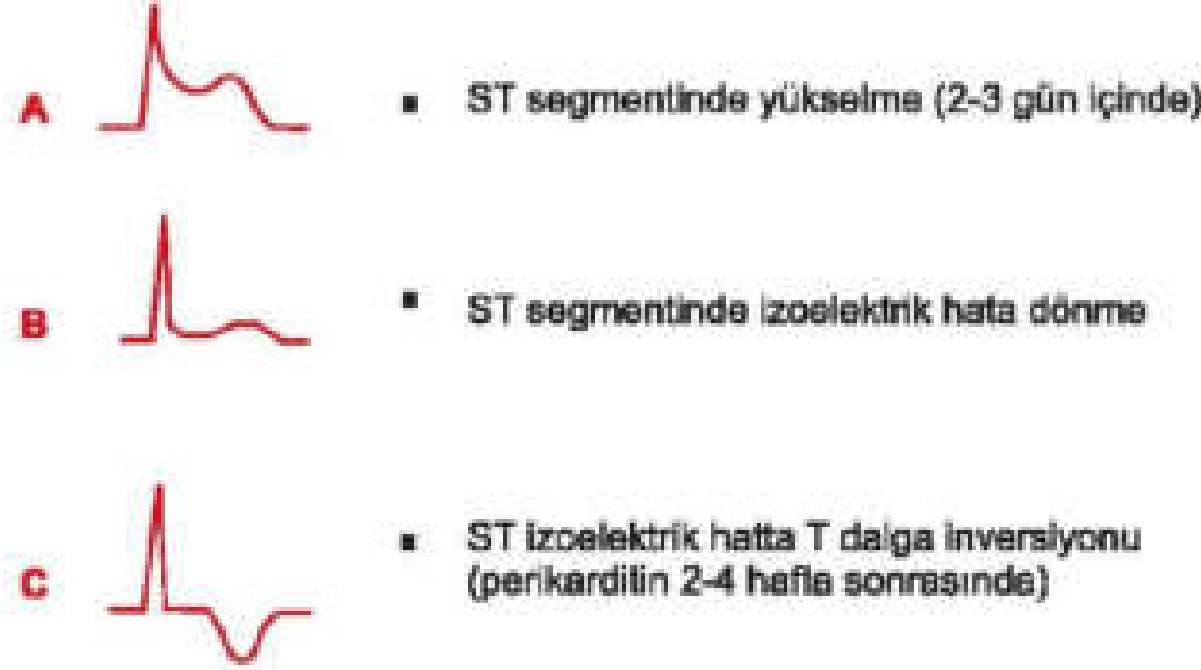 A
▪ ST segmentinde yükselme (2-3 gün içinde)
B
▪ ST segmentinde izoelektrik hata dönme
C
▪ ST izoelektrik hatta T dalga inversiyonu
(perikarditin 2-4 hafta sonrasında)